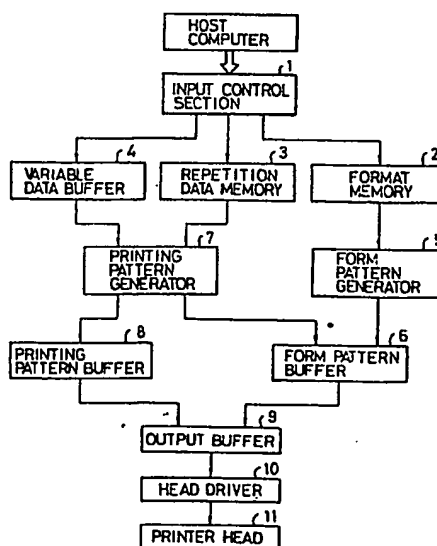 HOST
COMPUTER
1
INPUT CONTROL
SECTION
4
VARIABLE
DATA BUFFER
3
REPETITION
DATA MEMORY
2
FORMAT
MEMORY
7
PRINTING
PATTERN
GENERATOR
5
FORM
PATTERN
GENERATOR
8
PRINTING
PATTERN BUFFER
6
FORM PATTERN
BUFFER
9
OUTPUT BUFFER
10
HEAD DRIVER
11
PRINTER HEAD